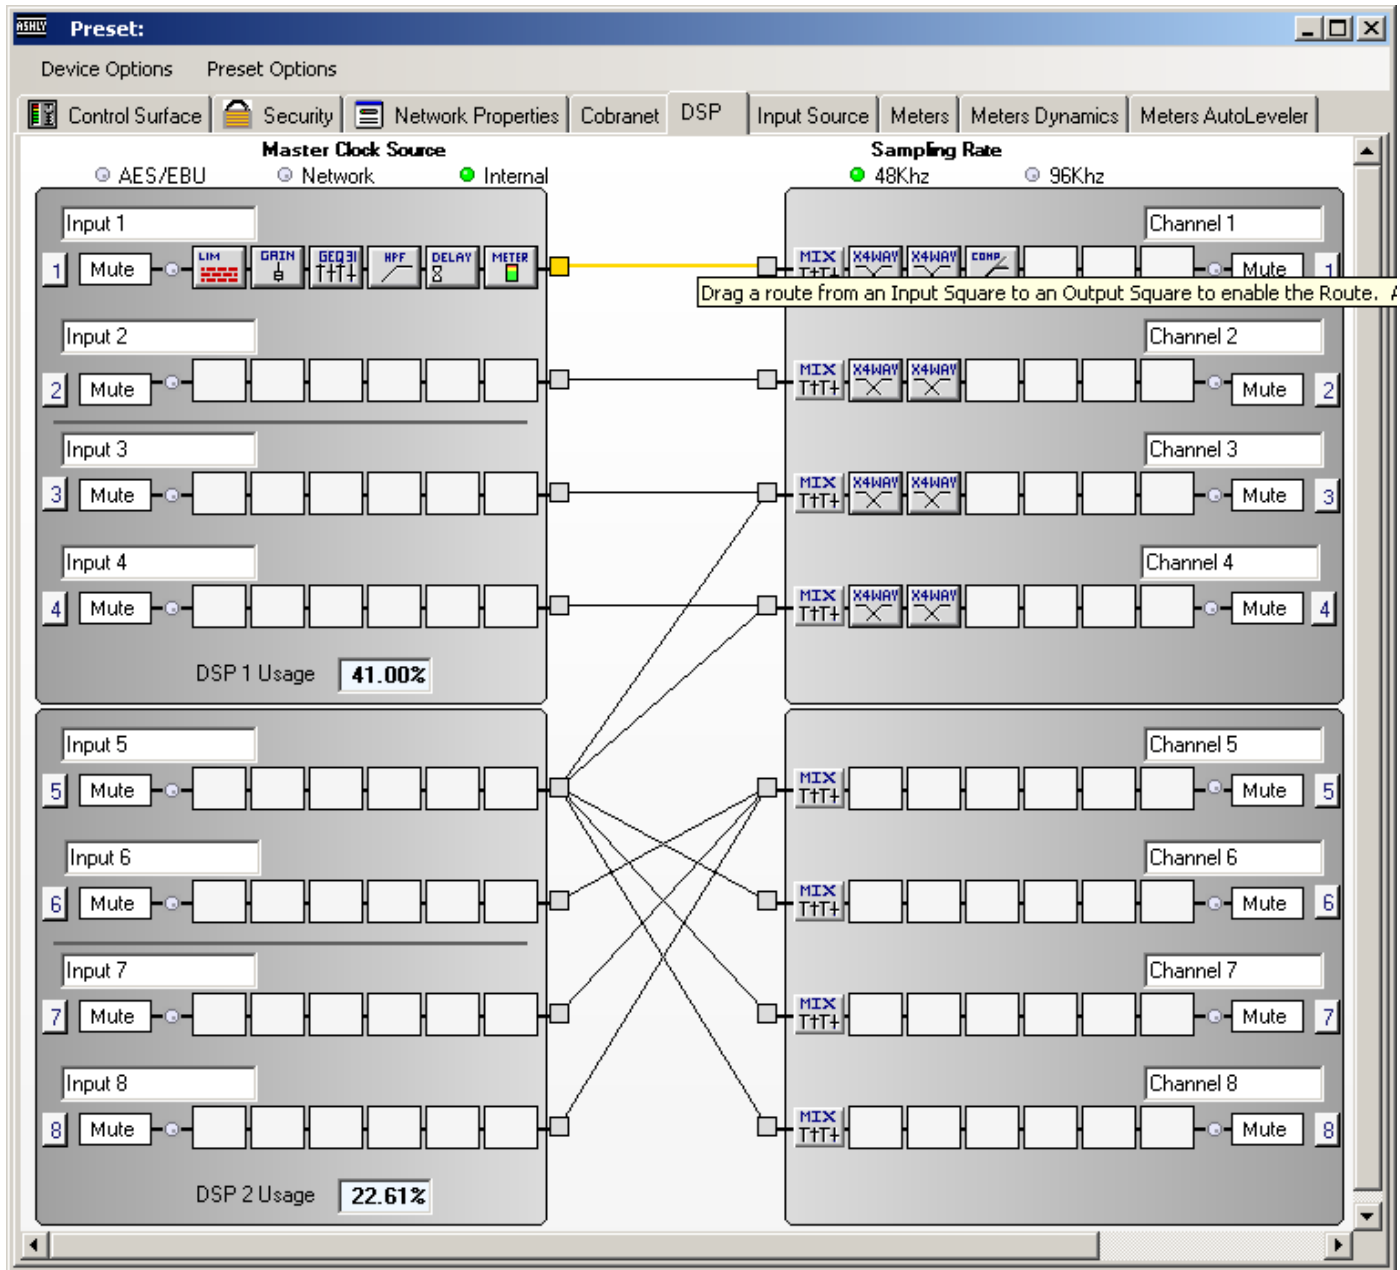 ASHLY Preset:
Device Options Preset Options
Control Surface Security Network Properties Cobranet DSP Input Source Meters Meters Dynamics Meters AutoLeveler
Master Clock Source Sampling Rate
AES/EBU Network Internal 48Khz 96Khz
Input 1 Channel 1
1 Mute LIM GAIN GEQ31 HPF DELAY METER MIX X4WAY X4WAY COMP Mute 1
Drag a route from an Input Square to an Output Square to enable the Route. A
Input 2 Channel 2
2 Mute MIX X4WAY X4WAY Mute 2
Input 3 Channel 3
3 Mute MIX X4WAY X4WAY Mute 3
Input 4 Channel 4
4 Mute MIX X4WAY X4WAY Mute 4
DSP 1 Usage 41.00%
Input 5 Channel 5
5 Mute MIX Mute 5
Input 6 Channel 6
6 Mute MIX Mute 6
Input 7 Channel 7
7 Mute MIX Mute 7
Input 8 Channel 8
8 Mute MIX Mute 8
DSP 2 Usage 22.61%